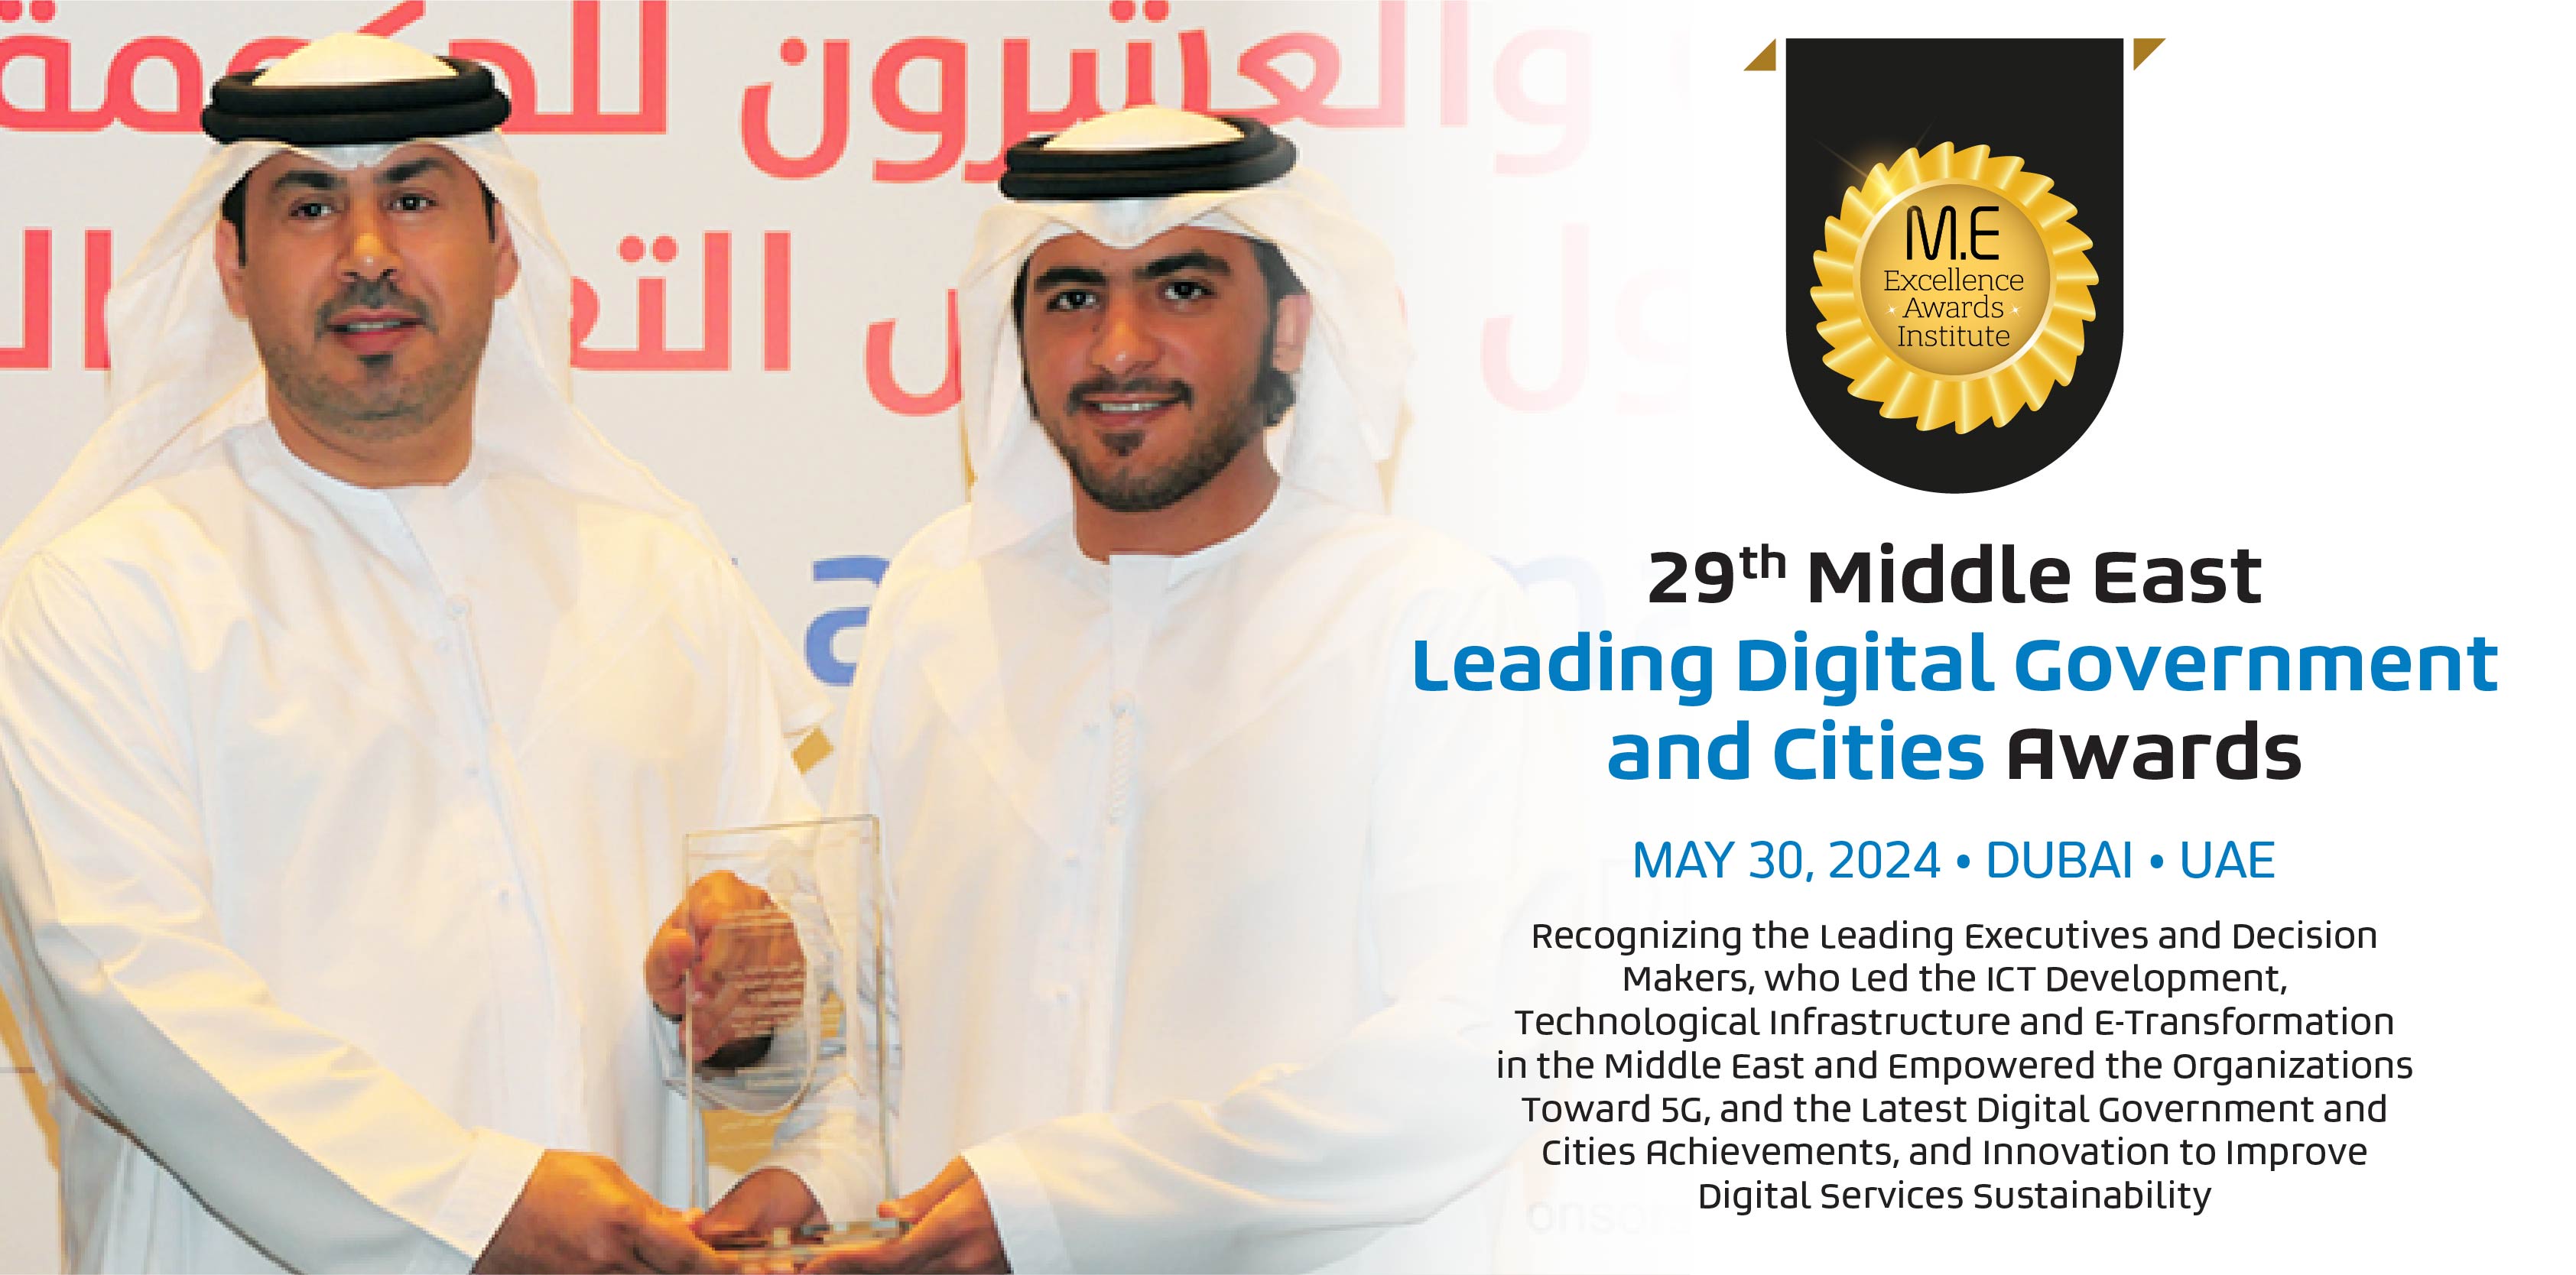 والعشرون للحكومة
M.E
Excellence
Awards
Institute
29th Middle East
Leading Digital Government
and Cities Awards
MAY 30, 2024 • DUBAI • UAE
Recognizing the Leading Executives and Decision
Makers, who Led the ICT Development,
Technological Infrastructure and E-Transformation
in the Middle East and Empowered the Organizations
Toward 5G, and the Latest Digital Government and
Cities Achievements, and Innovation to Improve
Digital Services Sustainability